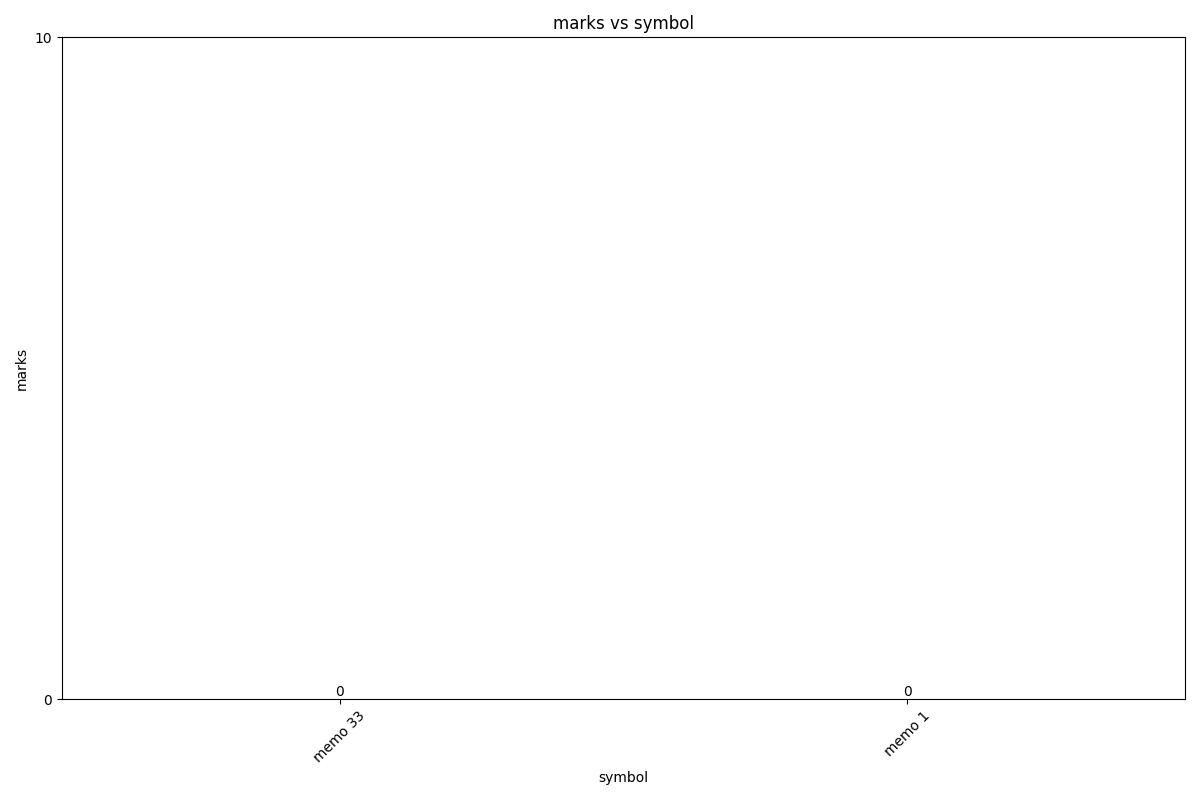 marks vs symbol
10
marks
0
0
0
memo 33
memo 1
symbol